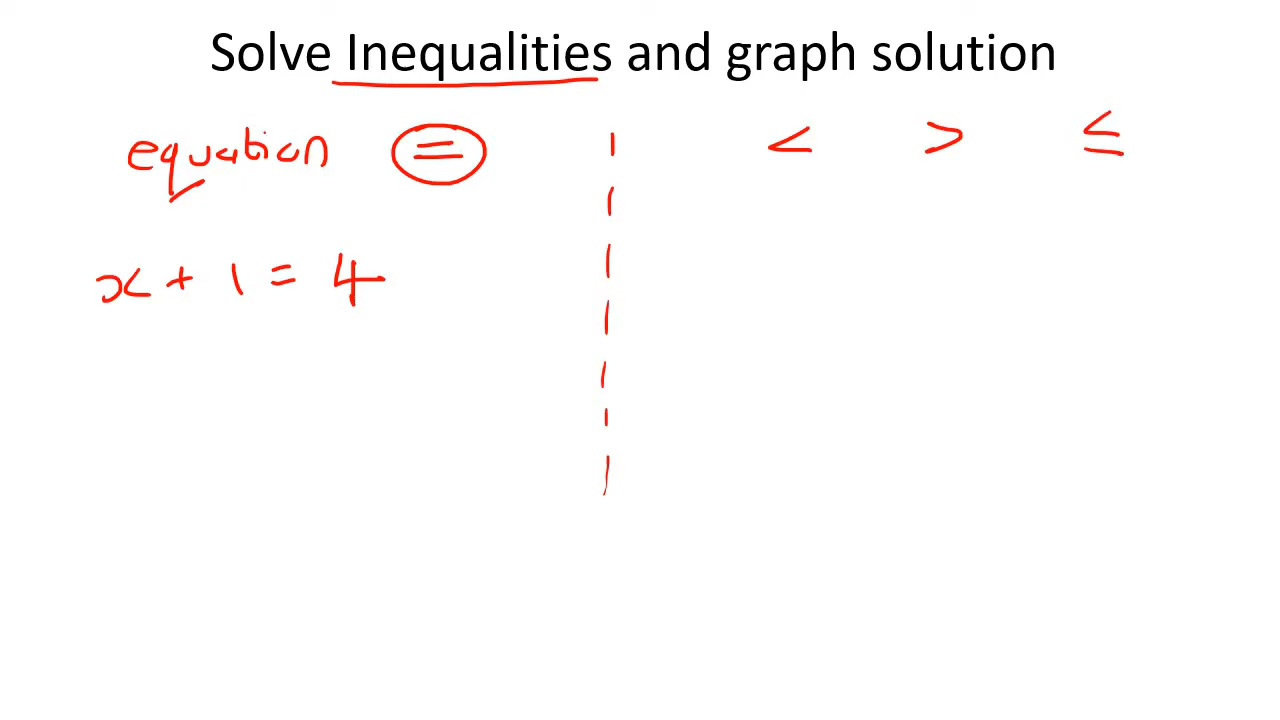 Solve Inequalities and graph solution
equation = < > ≤
x + 1 = 4